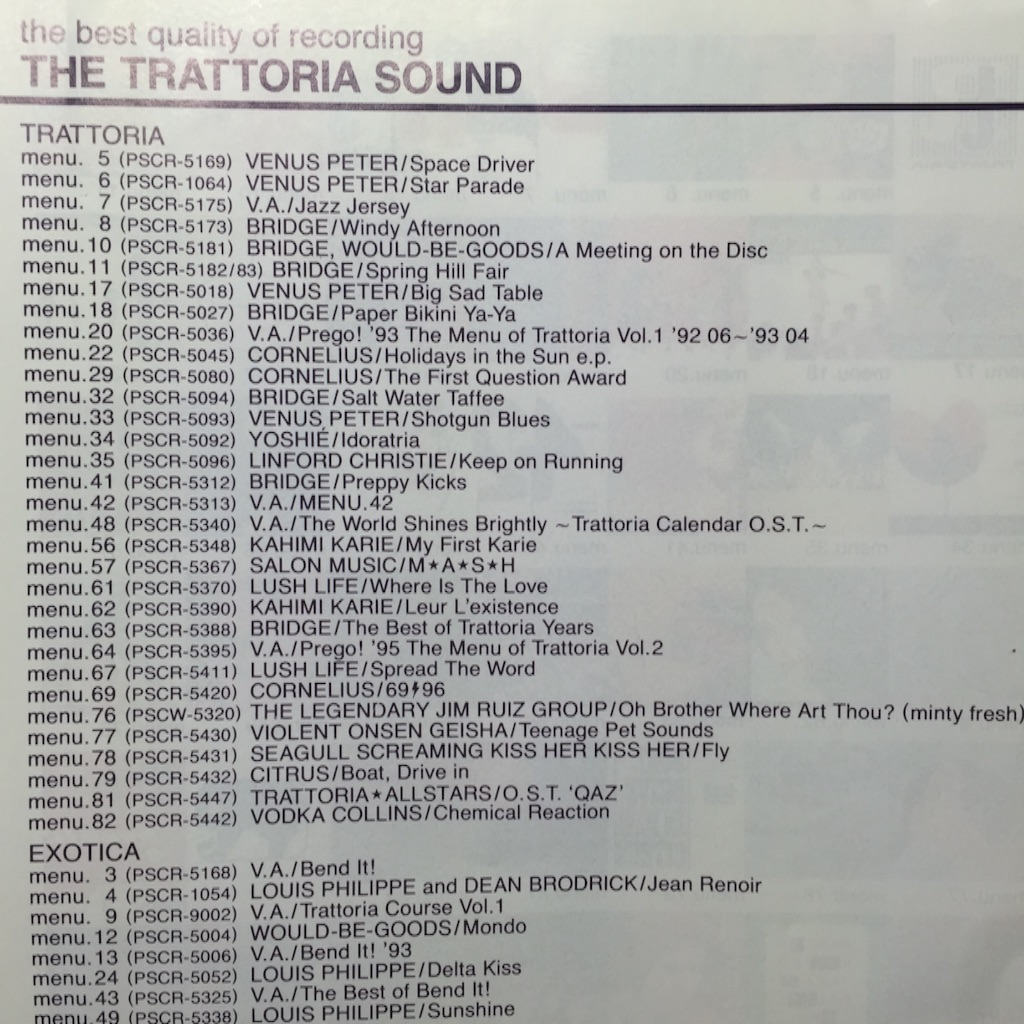 the best quality of recording
THE TRATTORIA SOUND
TRATTORIA
menu. 5 (PSCR-5169) VENUS PETER/Space Driver
menu. 6 (PSCR-1064) VENUS PETER/Star Parade
menu. 7 (PSCR-5175) V.A./Jazz Jersey
menu. 8 (PSCR-5173) BRIDGE/Windy Afternoon
menu.10 (PSCR-5181) BRIDGE, WOULD-BE-GOODS/A Meeting on the Disc
menu.11 (PSCR-5182/83) BRIDGE/Spring Hill Fair
menu.17 (PSCR-5018) VENUS PETER/Big Sad Table
menu.18 (PSCR-5027) BRIDGE/Paper Bikini Ya-Ya
menu.20 (PSCR-5036) V.A./Prego! '93 The Menu of Trattoria Vol.1 '92 06~'93 04
menu.22 (PSCR-5045) CORNELIUS/Holidays in the Sun e.p.
menu.29 (PSCR-5080) CORNELIUS/The First Question Award
menu.32 (PSCR-5094) BRIDGE/Salt Water Taffee
menu.33 (PSCR-5093) VENUS PETER/Shotgun Blues
menu.34 (PSCR-5092) YOSHIÉ/Idoratria
menu.35 (PSCR-5096) LINFORD CHRISTIE/Keep on Running
menu.41 (PSCR-5312) BRIDGE/Preppy Kicks
menu.42 (PSCR-5313) V.A./MENU.42
menu.48 (PSCR-5340) V.A./The World Shines Brightly ~Trattoria Calendar O.S.T.~
menu.56 (PSCR-5348) KAHIMI KARIE/My First Karie
menu.57 (PSCR-5367) SALON MUSIC/M★A★S★H
menu.61 (PSCR-5370) LUSH LIFE/Where Is The Love
menu.62 (PSCR-5390) KAHIMI KARIE/Leur L'existence
menu.63 (PSCR-5388) BRIDGE/The Best of Trattoria Years
menu.64 (PSCR-5395) V.A./Prego! '95 The Menu of Trattoria Vol.2
menu.67 (PSCR-5411) LUSH LIFE/Spread The Word
menu.69 (PSCR-5420) CORNELIUS/69⚡96
menu.76 (PSCW-5320) THE LEGENDARY JIM RUIZ GROUP/Oh Brother Where Art Thou? (minty fresh)
menu.77 (PSCR-5430) VIOLENT ONSEN GEISHA/Teenage Pet Sounds
menu.78 (PSCR-5431) SEAGULL SCREAMING KISS HER KISS HER/Fly
menu.79 (PSCR-5432) CITRUS/Boat, Drive in
menu.81 (PSCR-5447) TRATTORIA★ALLSTARS/O.S.T. 'QAZ'
menu.82 (PSCR-5442) VODKA COLLINS/Chemical Reaction
EXOTICA
menu. 3 (PSCR-5168) V.A./Bend It!
menu. 4 (PSCR-1054) LOUIS PHILIPPE and DEAN BRODRICK/Jean Renoir
menu. 9 (PSCR-9002) V.A./Trattoria Course Vol.1
menu.12 (PSCR-5004) WOULD-BE-GOODS/Mondo
menu.13 (PSCR-5006) V.A./Bend It! '93
menu.24 (PSCR-5052) LOUIS PHILIPPE/Delta Kiss
menu.43 (PSCR-5325) V.A./The Best of Bend It!
menu.49 (PSCR-5338) LOUIS PHILIPPE/Sunshine